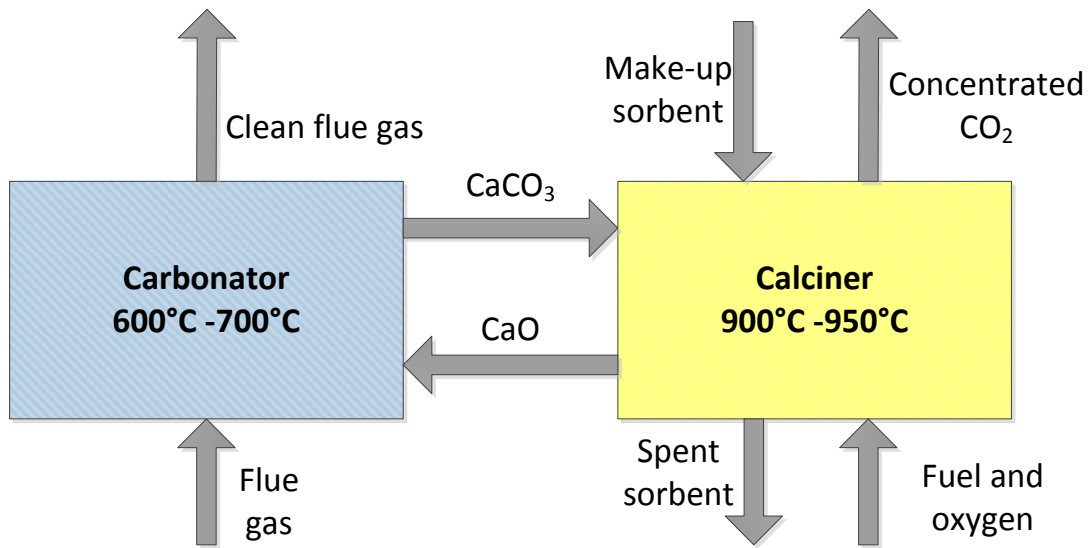 Clean flue gas
Make-up
sorbent
Concentrated
CO₂
CaCO₃
Carbonator
600°C -700°C
Calciner
900°C -950°C
CaO
Flue
gas
Spent
sorbent
Fuel and
oxygen